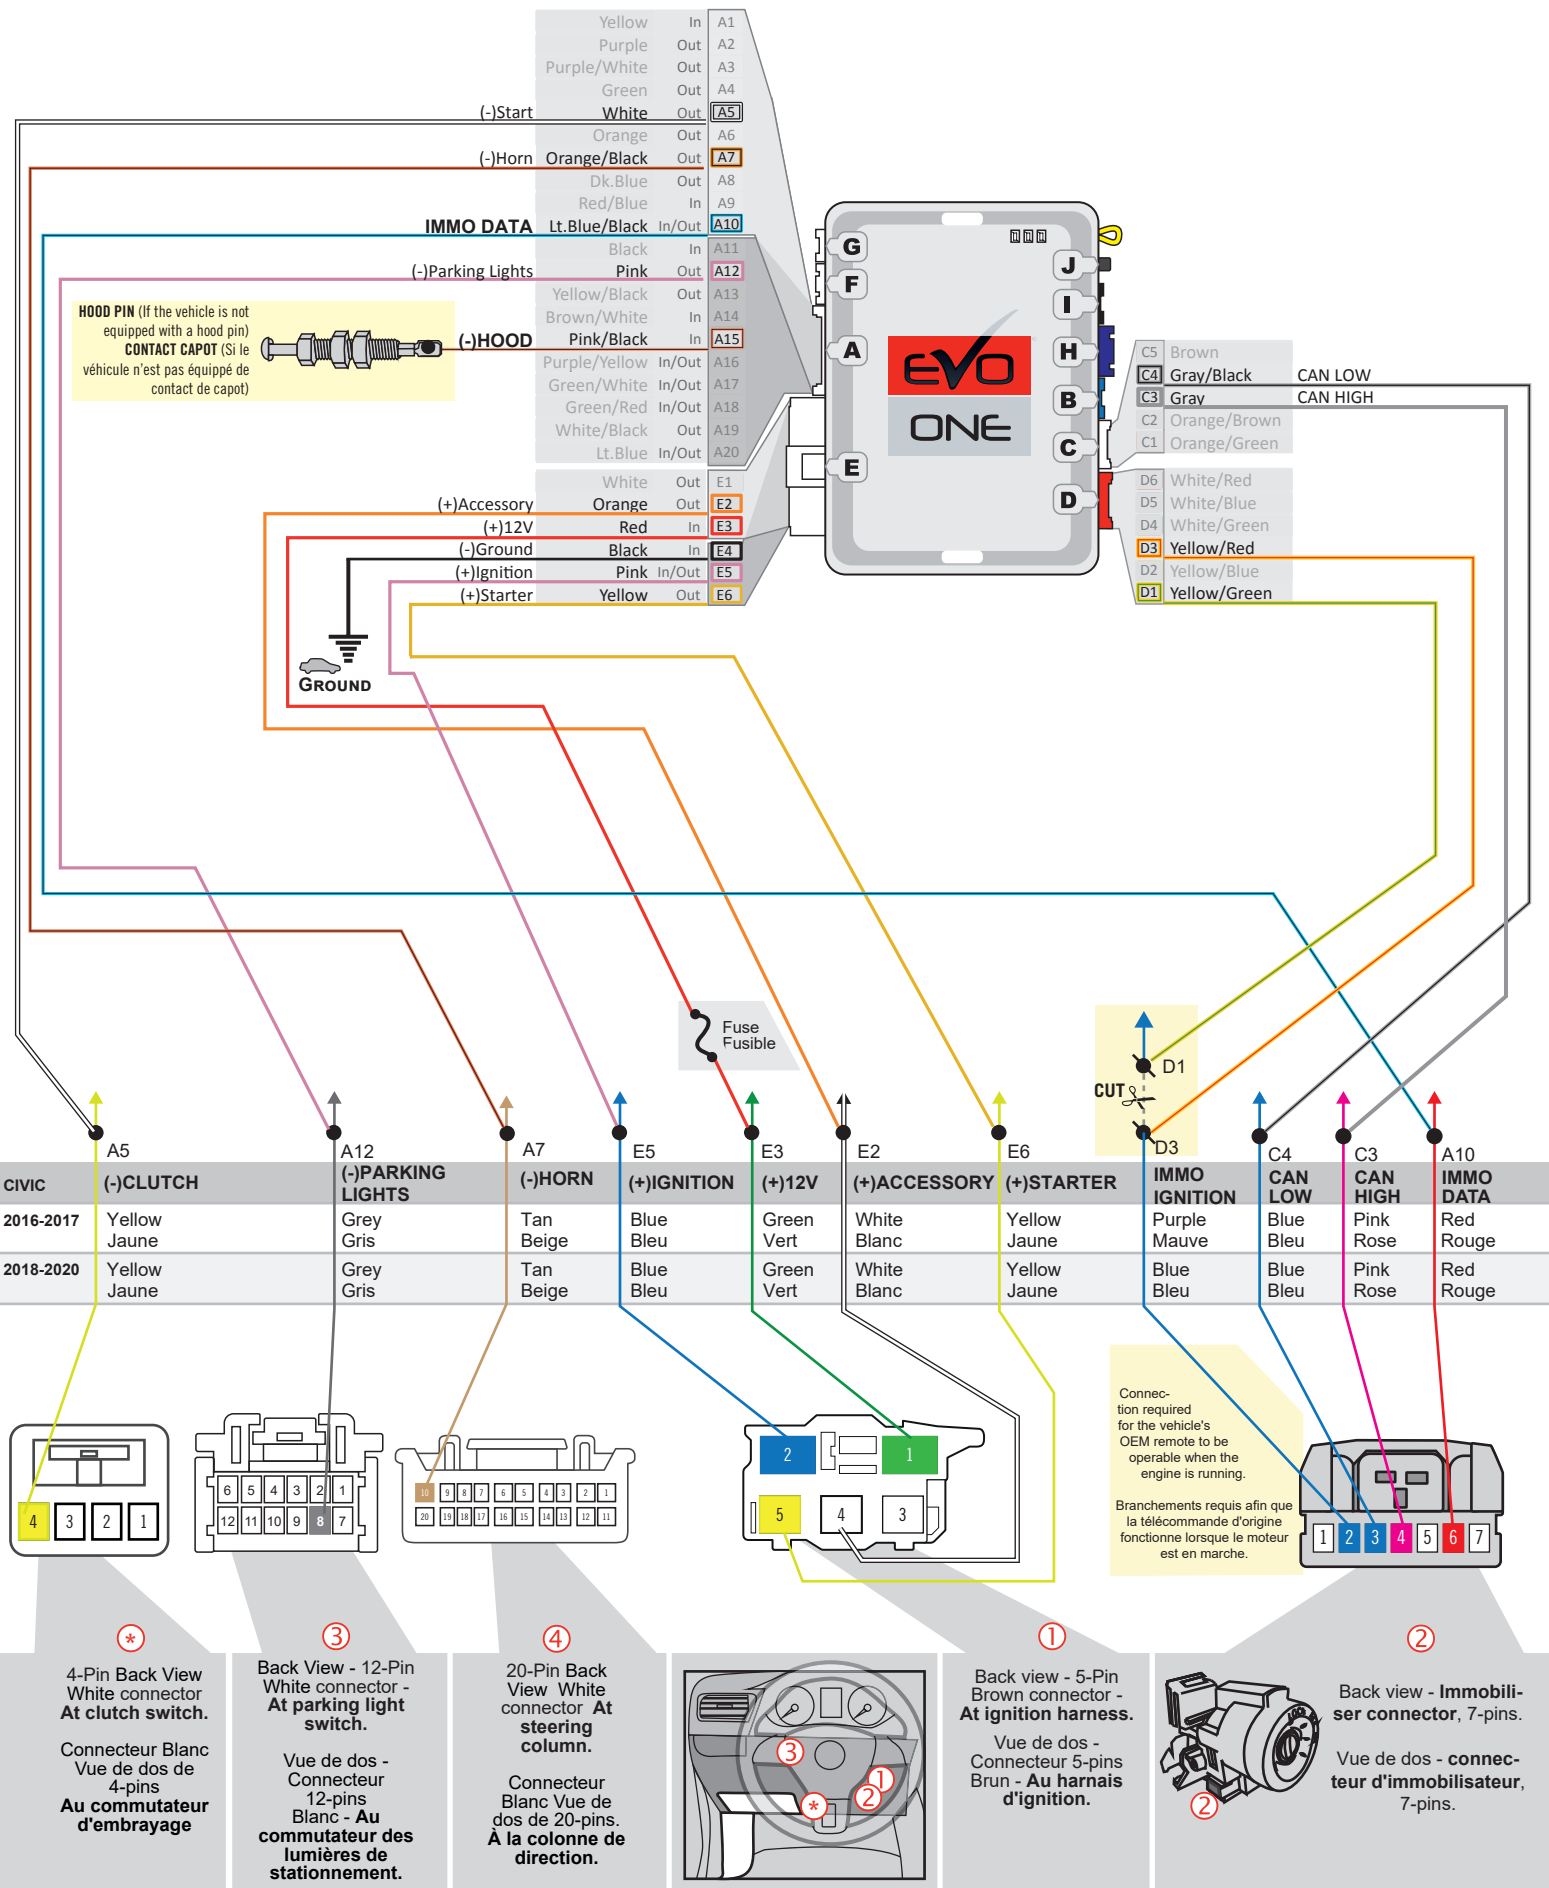 Yellow In A1
Purple Out A2
Purple/White Out A3
Green Out A4
(-)Start White Out A5
Orange Out A6
(-)Horn Orange/Black Out A7
Dk.Blue Out A8
Red/Blue In A9
IMMO DATA Lt.Blue/Black In/Out A10
Black In A11
(-)Parking Lights Pink Out A12
Yellow/Black Out A13
Brown/White In A14
(-)HOOD Pink/Black In A15
Purple/Yellow In/Out A16
Green/White In/Out A17
Green/Red In/Out A18
White/Black Out A19
Lt.Blue In/Out A20
HOOD PIN (If the vehicle is not
equipped with a hood pin)
CONTACT CAPOT (Si le
véhicule n'est pas équippé de
contact de capot)
White Out E1
(+)Accessory Orange Out E2
(+)12V Red In E3
(-)Ground Black In E4
(+)Ignition Pink In/Out E5
(+)Starter Yellow Out E6
GROUND
G
F
A
E
J
I
H
B
C
D
EVO
ONE
C5 Brown
C4 Gray/Black CAN LOW
C3 Gray CAN HIGH
C2 Orange/Brown
C1 Orange/Green
D6 White/Red
D5 White/Blue
D4 White/Green
D3 Yellow/Red
D2 Yellow/Blue
D1 Yellow/Green
Fuse
Fusible
D1
CUT
D3
A5 A12 A7 E5 E3 E2 E6 C4 C3 A10
CIVIC (-)CLUTCH (-)PARKING LIGHTS (-)HORN (+)IGNITION (+)12V (+)ACCESSORY (+)STARTER IMMO IGNITION CAN LOW CAN HIGH IMMO DATA
2016-2017 Yellow Grey Tan Blue Green White Yellow Purple Blue Pink Red
Jaune Gris Beige Bleu Vert Blanc Jaune Mauve Bleu Rose Rouge
2018-2020 Yellow Grey Tan Blue Green White Yellow Blue Blue Pink Red
Jaune Gris Beige Bleu Vert Blanc Jaune Bleu Bleu Rose Rouge
Connec-
tion required
for the vehicle's
OEM remote to be
operable when the
engine is running.
Branchements requis afin que
la télécommande d'origine
fonctionne lorsque le moteur
est en marche.
4 3 2 1
6 5 4 3 2 1
12 11 10 9 8 7
10 9 8 7 6 5 4 3 2 1
20 19 18 17 16 15 14 13 12 11
2 1
5 4 3
1 2 3 4 5 6 7
*
4-Pin Back View
White connector
At clutch switch.
Connecteur Blanc
Vue de dos de
4-pins
Au commutateur
d'embrayage
3
Back View - 12-Pin
White connector -
At parking light
switch.
Vue de dos -
Connecteur
12-pins
Blanc - Au
commutateur des
lumières de
stationnement.
4
20-Pin Back
View White
connector At
steering
column.
Connecteur
Blanc Vue de
dos de 20-pins.
À la colonne de
direction.
3
1
2
*
1
Back view - 5-Pin
Brown connector -
At ignition harness.
Vue de dos -
Connecteur 5-pins
Brun - Au harnais
d'ignition.
2
LOCK
2
Back view - Immobili-
ser connector, 7-pins.
Vue de dos - connec-
teur d'immobilisateur,
7-pins.